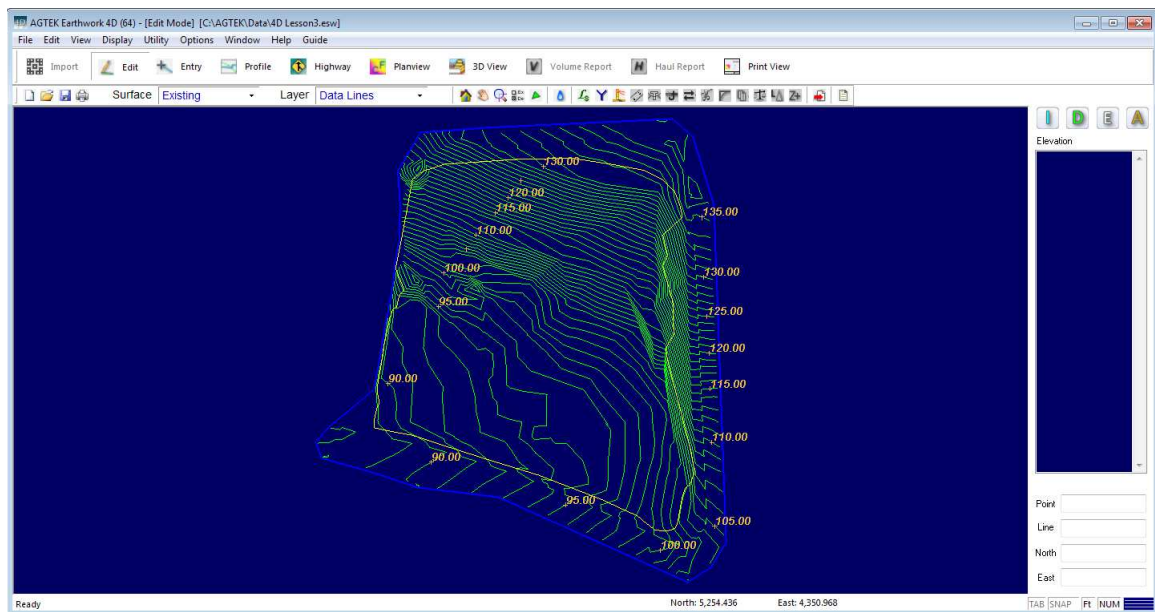 AGTEK Earthwork 4D (64) - [Edit Mode] [C:\AGTEK\Data\4D Lesson3.esw]
File Edit View Display Utility Options Window Help Guide
Import Edit Entry Profile Highway Planview 3D View V Volume Report H Haul Report Print View
Surface Existing Layer Data Lines
I D E A
Elevation
130.00
120.00
115.00
135.00
110.00
100.00
130.00
95.00
125.00
120.00
90.00
115.00
110.00
90.00
95.00
105.00
100.00
Point
Line
North
East
Ready North: 5,254.436 East: 4,350.968 TAB SNAP Ft NUM